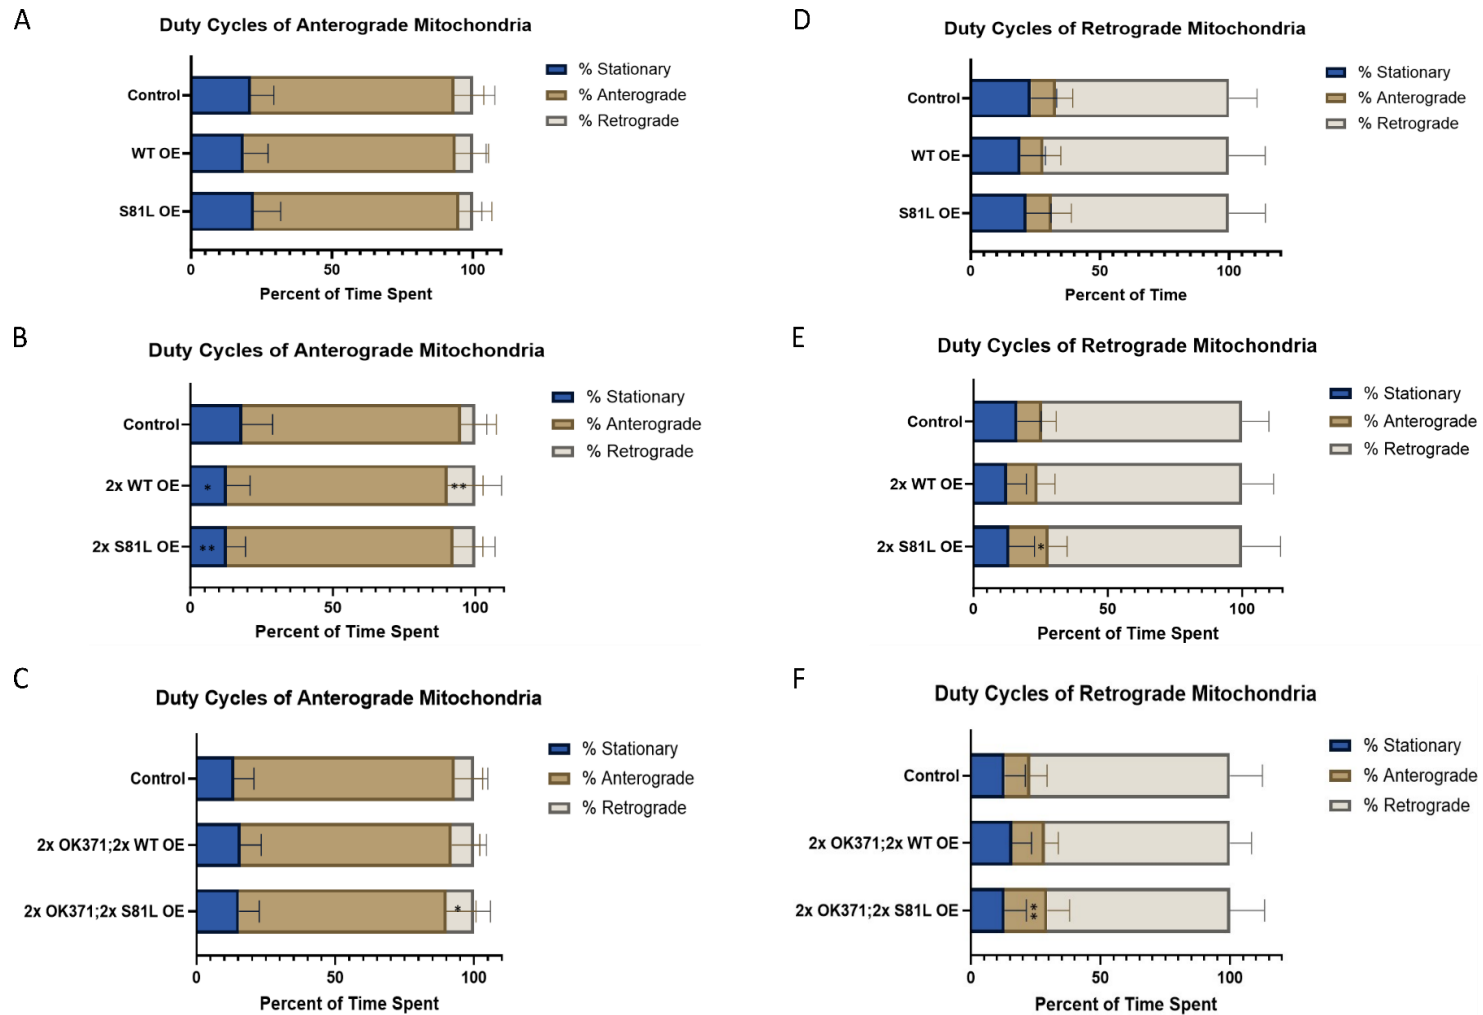 A
Duty Cycles of Anterograde Mitochondria
Control
WT OE
S81L OE
% Stationary
% Anterograde
% Retrograde
0 50 100
Percent of Time Spent
D
Duty Cycles of Retrograde Mitochondria
Control
WT OE
S81L OE
% Stationary
% Anterograde
% Retrograde
0 50 100
Percent of Time
B
Duty Cycles of Anterograde Mitochondria
Control
2x WT OE
* **
2x S81L OE
**
% Stationary
% Anterograde
% Retrograde
0 50 100
Percent of Time Spent
E
Duty Cycles of Retrograde Mitochondria
Control
2x WT OE
2x S81L OE
*
% Stationary
% Anterograde
% Retrograde
0 50 100
Percent of Time Spent
C
Duty Cycles of Anterograde Mitochondria
Control
2x OK371;2x WT OE
2x OK371;2x S81L OE
*
% Stationary
% Anterograde
% Retrograde
0 50 100
Percent of Time Spent
F
Duty Cycles of Retrograde Mitochondria
Control
2x OK371;2x WT OE
2x OK371;2x S81L OE
**
% Stationary
% Anterograde
% Retrograde
0 50 100
Percent of Time Spent